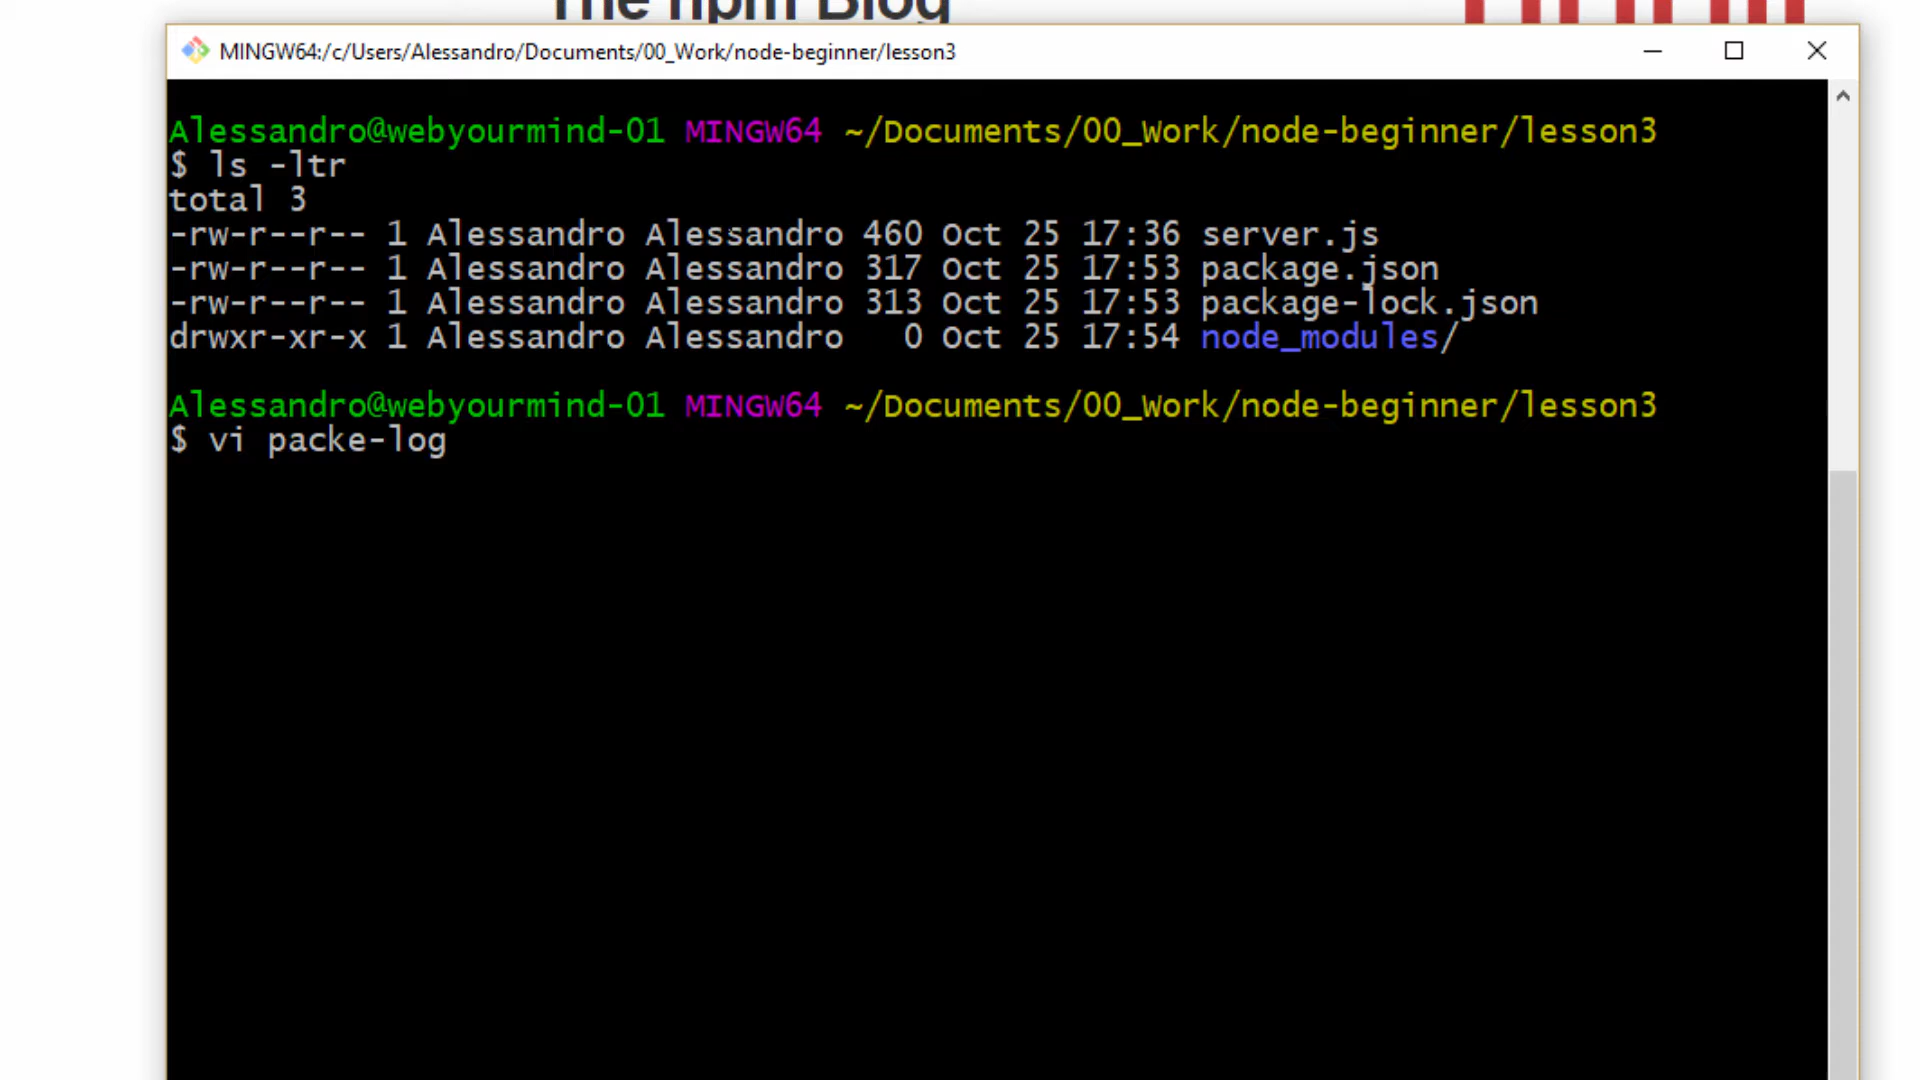 The npm Blog
MINGW64:/c/Users/Alessandro/Documents/00_Work/node-beginner/lesson3
Alessandro@webyourmind-01 MINGW64 ~/Documents/00_Work/node-beginner/lesson3
$ ls -ltr
total 3
-rw-r--r-- 1 Alessandro Alessandro 460 Oct 25 17:36 server.js
-rw-r--r-- 1 Alessandro Alessandro 317 Oct 25 17:53 package.json
-rw-r--r-- 1 Alessandro Alessandro 313 Oct 25 17:53 package-lock.json
drwxr-xr-x 1 Alessandro Alessandro   0 Oct 25 17:54 node_modules/
Alessandro@webyourmind-01 MINGW64 ~/Documents/00_Work/node-beginner/lesson3
$ vi packe-log